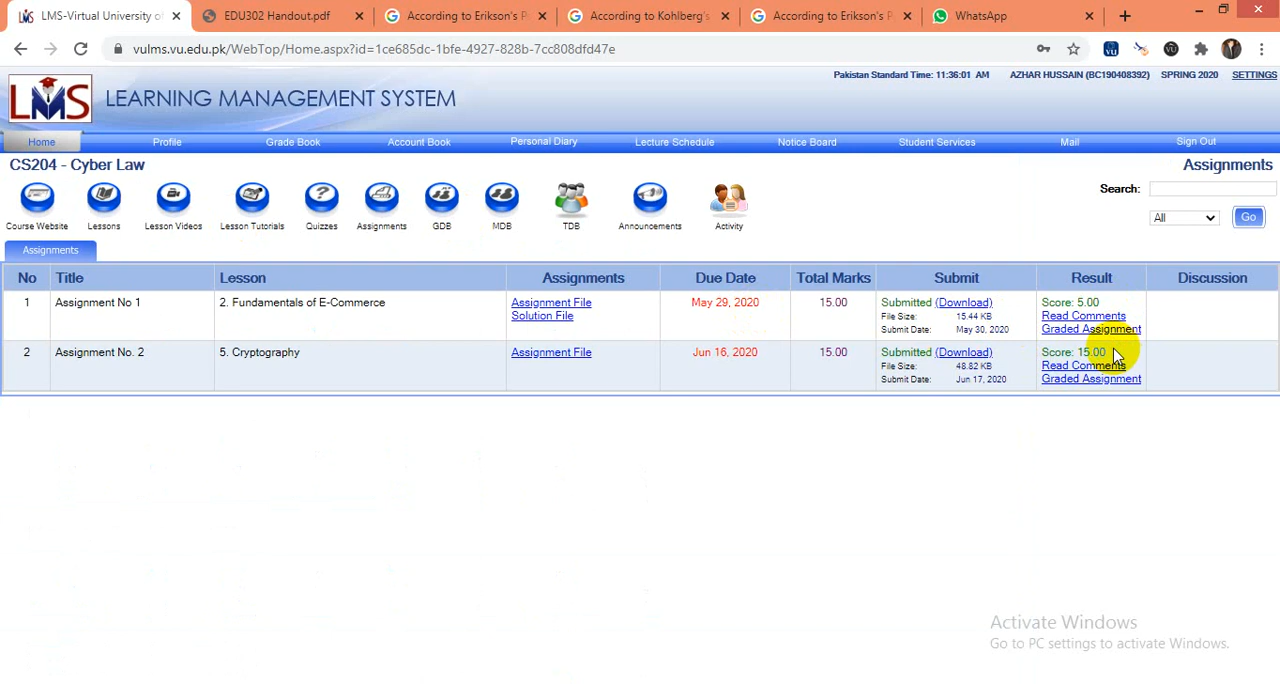 LMS-Virtual University of
EDU302 Handout.pdf
According to Erikson's P
According to Kohlberg's
According to Erikson's P
WhatsApp
vulms.vu.edu.pk/WebTop/Home.aspx?id=1ce685dc-1bfe-4927-828b-7cc808dfd47e
Pakistan Standard Time: 11:36:01 AM AZHAR HUSSAIN (BC190408392) SPRING 2020 SETTINGS
LMS LEARNING MANAGEMENT SYSTEM
Home Profile Grade Book Account Book Personal Diary Lecture Schedule Notice Board Student Services Mail Sign Out
CS204 - Cyber Law Assignments
Search:
All Go
Course Website Lessons Lesson Videos Lesson Tutorials Quizzes Assignments GDB MDB TDB Announcements Activity
Assignments
No Title Lesson Assignments Due Date Total Marks Submit Result Discussion
1 Assignment No 1 2. Fundamentals of E-Commerce Assignment File May 29, 2020 15.00 Submitted (Download) Score: 5.00
Solution File File Size: 15.44 KB Read Comments
Submit Date: May 30, 2020 Graded Assignment
2 Assignment No. 2 5. Cryptography Assignment File Jun 16, 2020 15.00 Submitted (Download) Score: 15.00
File Size: 48.82 KB Read Comments
Submit Date: Jun 17, 2020 Graded Assignment
Activate Windows
Go to PC settings to activate Windows.